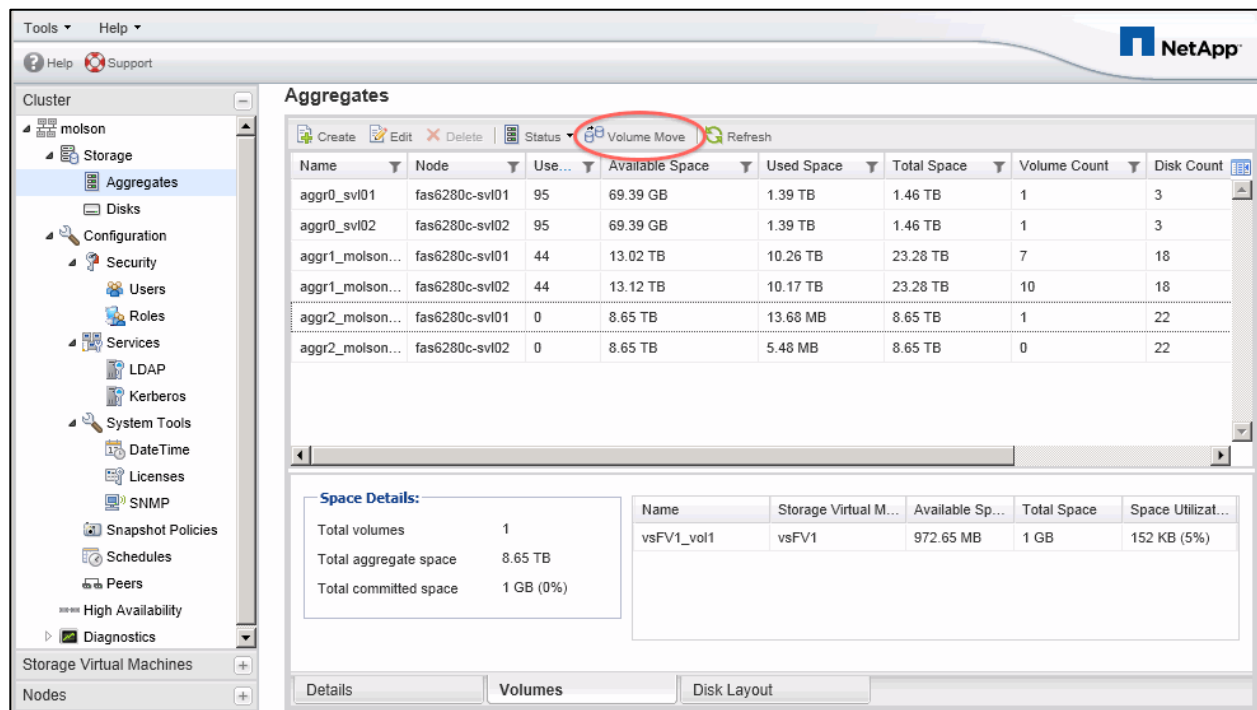 Tools Help
NetApp
Help Support
Cluster
molson
Storage
Aggregates
Disks
Configuration
Security
Users
Roles
Services
LDAP
Kerberos
System Tools
DateTime
Licenses
SNMP
Snapshot Policies
Schedules
Peers
High Availability
Diagnostics
Storage Virtual Machines
Nodes
Aggregates
Create Edit Delete Status Volume Move Refresh
Name Node Use... Available Space Used Space Total Space Volume Count Disk Count
aggr0_svl01 fas6280c-svl01 95 69.39 GB 1.39 TB 1.46 TB 1 3
aggr0_svl02 fas6280c-svl02 95 69.39 GB 1.39 TB 1.46 TB 1 3
aggr1_molson... fas6280c-svl01 44 13.02 TB 10.26 TB 23.28 TB 7 18
aggr1_molson... fas6280c-svl02 44 13.12 TB 10.17 TB 23.28 TB 10 18
aggr2_molson... fas6280c-svl01 0 8.65 TB 13.68 MB 8.65 TB 1 22
aggr2_molson... fas6280c-svl02 0 8.65 TB 5.48 MB 8.65 TB 0 22
Space Details:
Total volumes 1
Total aggregate space 8.65 TB
Total committed space 1 GB (0%)
Name Storage Virtual M... Available Sp... Total Space Space Utilizat...
vsFV1_vol1 vsFV1 972.65 MB 1 GB 152 KB (5%)
Details Volumes Disk Layout